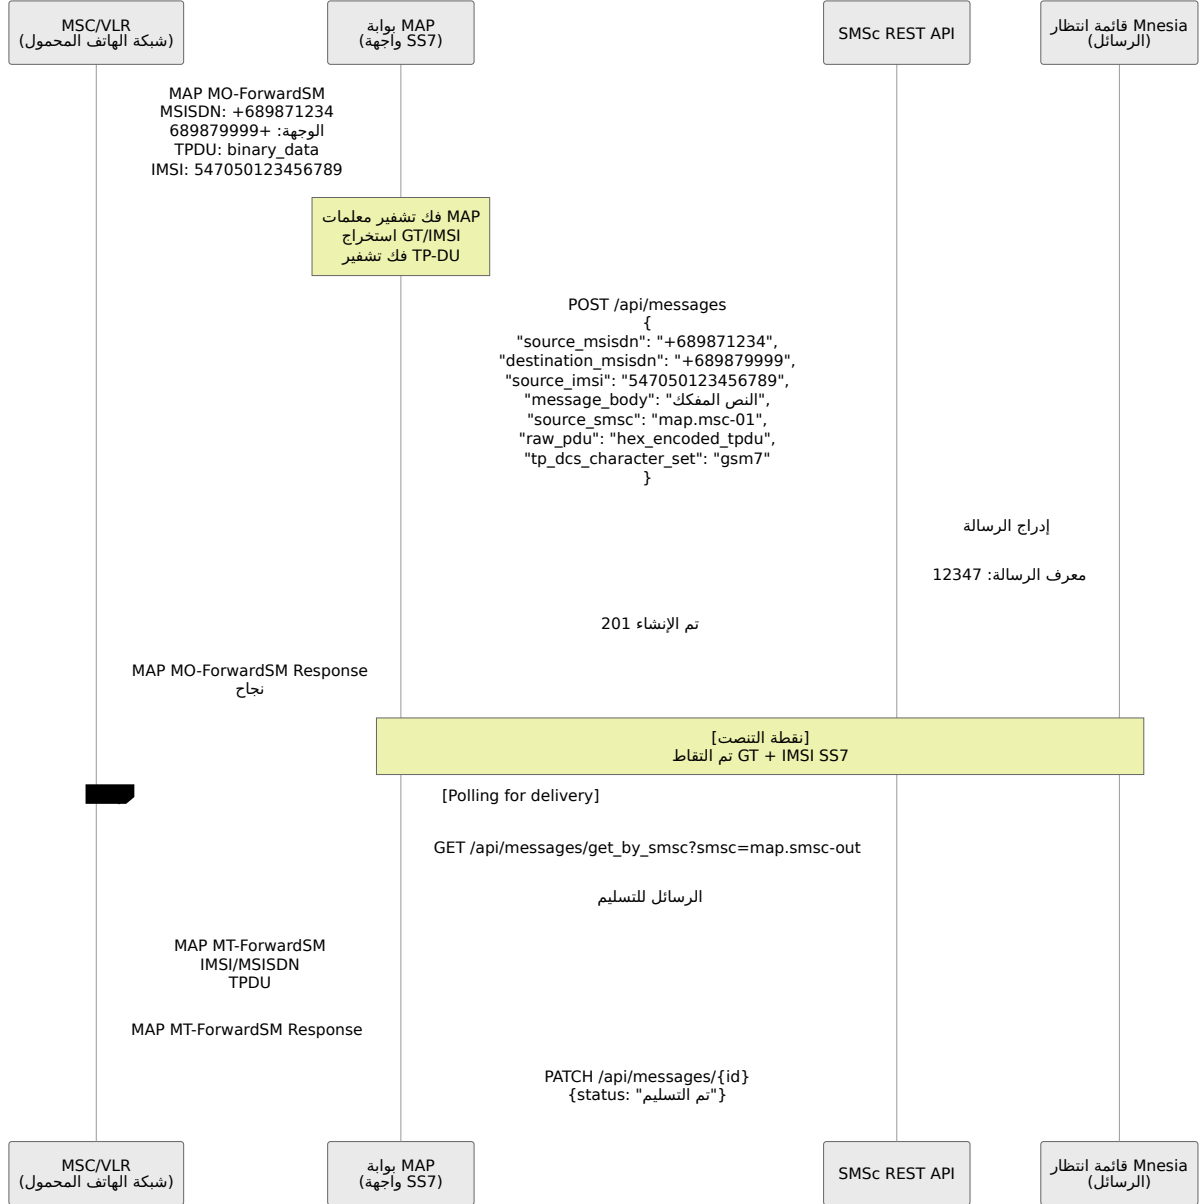 MSC/VLR
(شبكة الهاتف المحمول)
بوابة MAP
(واجهة SS7)
SMSc REST API
قائمة انتظار Mnesia
(الرسائل)
MAP MO-ForwardSM
MSISDN: +689871234
الوجهة: +689879999
TPDU: binary_data
IMSI: 547050123456789
فك تشفير معلمات MAP
استخراج GT/IMSI
فك تشفير TP-DU
POST /api/messages
{
"source_msisdn": "+689871234",
"destination_msisdn": "+689879999",
"source_imsi": "547050123456789",
"message_body": "النص المفكك",
"source_smsc": "map.msc-01",
"raw_pdu": "hex_encoded_tpdu",
"tp_dcs_character_set": "gsm7"
}
إدراج الرسالة
معرف الرسالة: 12347
201 تم الإنشاء
MAP MO-ForwardSM Response
نجاح
[نقطة التنصت]
تم التقاط GT + IMSI SS7
[Polling for delivery]
GET /api/messages/get_by_smsc?smsc=map.smsc-out
الرسائل للتسليم
MAP MT-ForwardSM
IMSI/MSISDN
TPDU
MAP MT-ForwardSM Response
PATCH /api/messages/{id}
{status: "تم التسليم"}
MSC/VLR
(شبكة الهاتف المحمول)
بوابة MAP
(واجهة SS7)
SMSc REST API
قائمة انتظار Mnesia
(الرسائل)